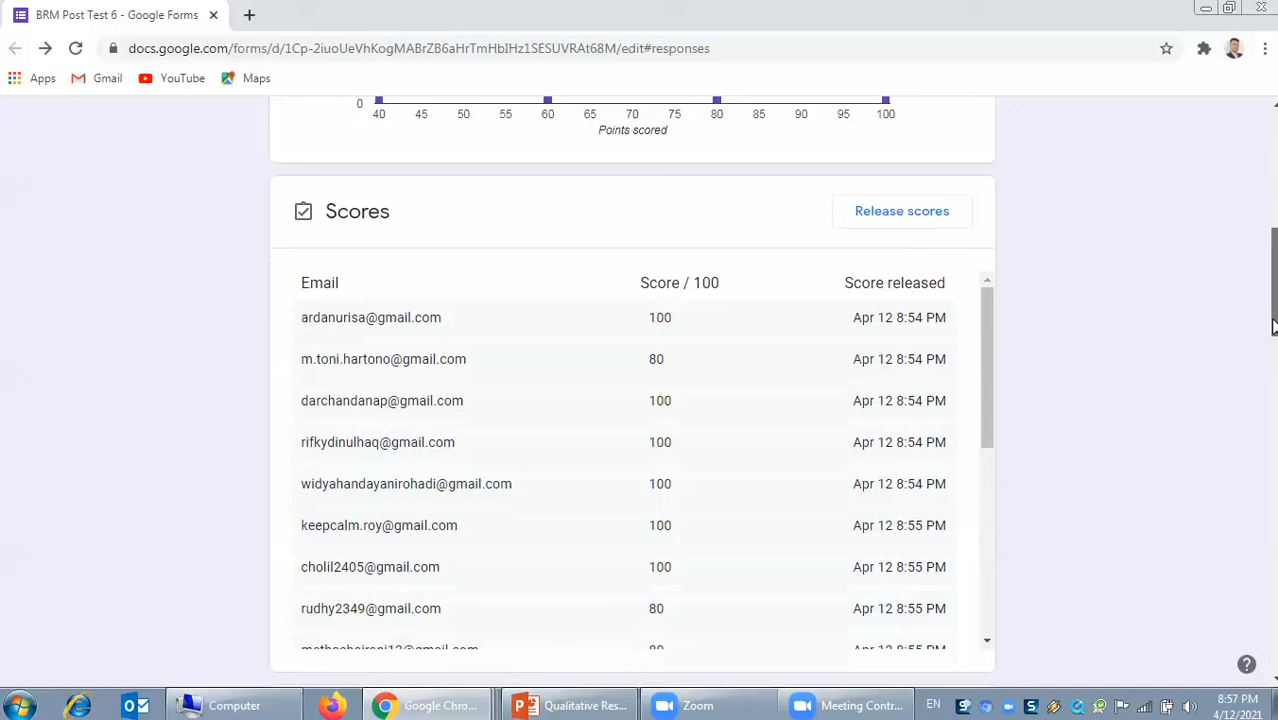 BRM Post Test 6 - Google Forms
docs.google.com/forms/d/1Cp-2iuoUeVhKogMABrZB6aHrTmHbIHz1SESUVRAt68M/edit#responses
Apps Gmail YouTube Maps
0
40 45 50 55 60 65 70 75 80 85 90 95 100
Points scored
Scores Release scores
Email Score / 100 Score released
ardanurisa@gmail.com 100 Apr 12 8:54 PM
m.toni.hartono@gmail.com 80 Apr 12 8:54 PM
darchandanap@gmail.com 100 Apr 12 8:54 PM
rifkydinulhaq@gmail.com 100 Apr 12 8:54 PM
widyahandayanirohadi@gmail.com 100 Apr 12 8:54 PM
keepcalm.roy@gmail.com 100 Apr 12 8:55 PM
cholil2405@gmail.com 100 Apr 12 8:55 PM
rudhy2349@gmail.com 80 Apr 12 8:55 PM
80 Apr 12 8:55 PM
Computer Google Chro... Qualitative Res... Zoom Meeting Contr... EN 8:57 PM
4/12/2021